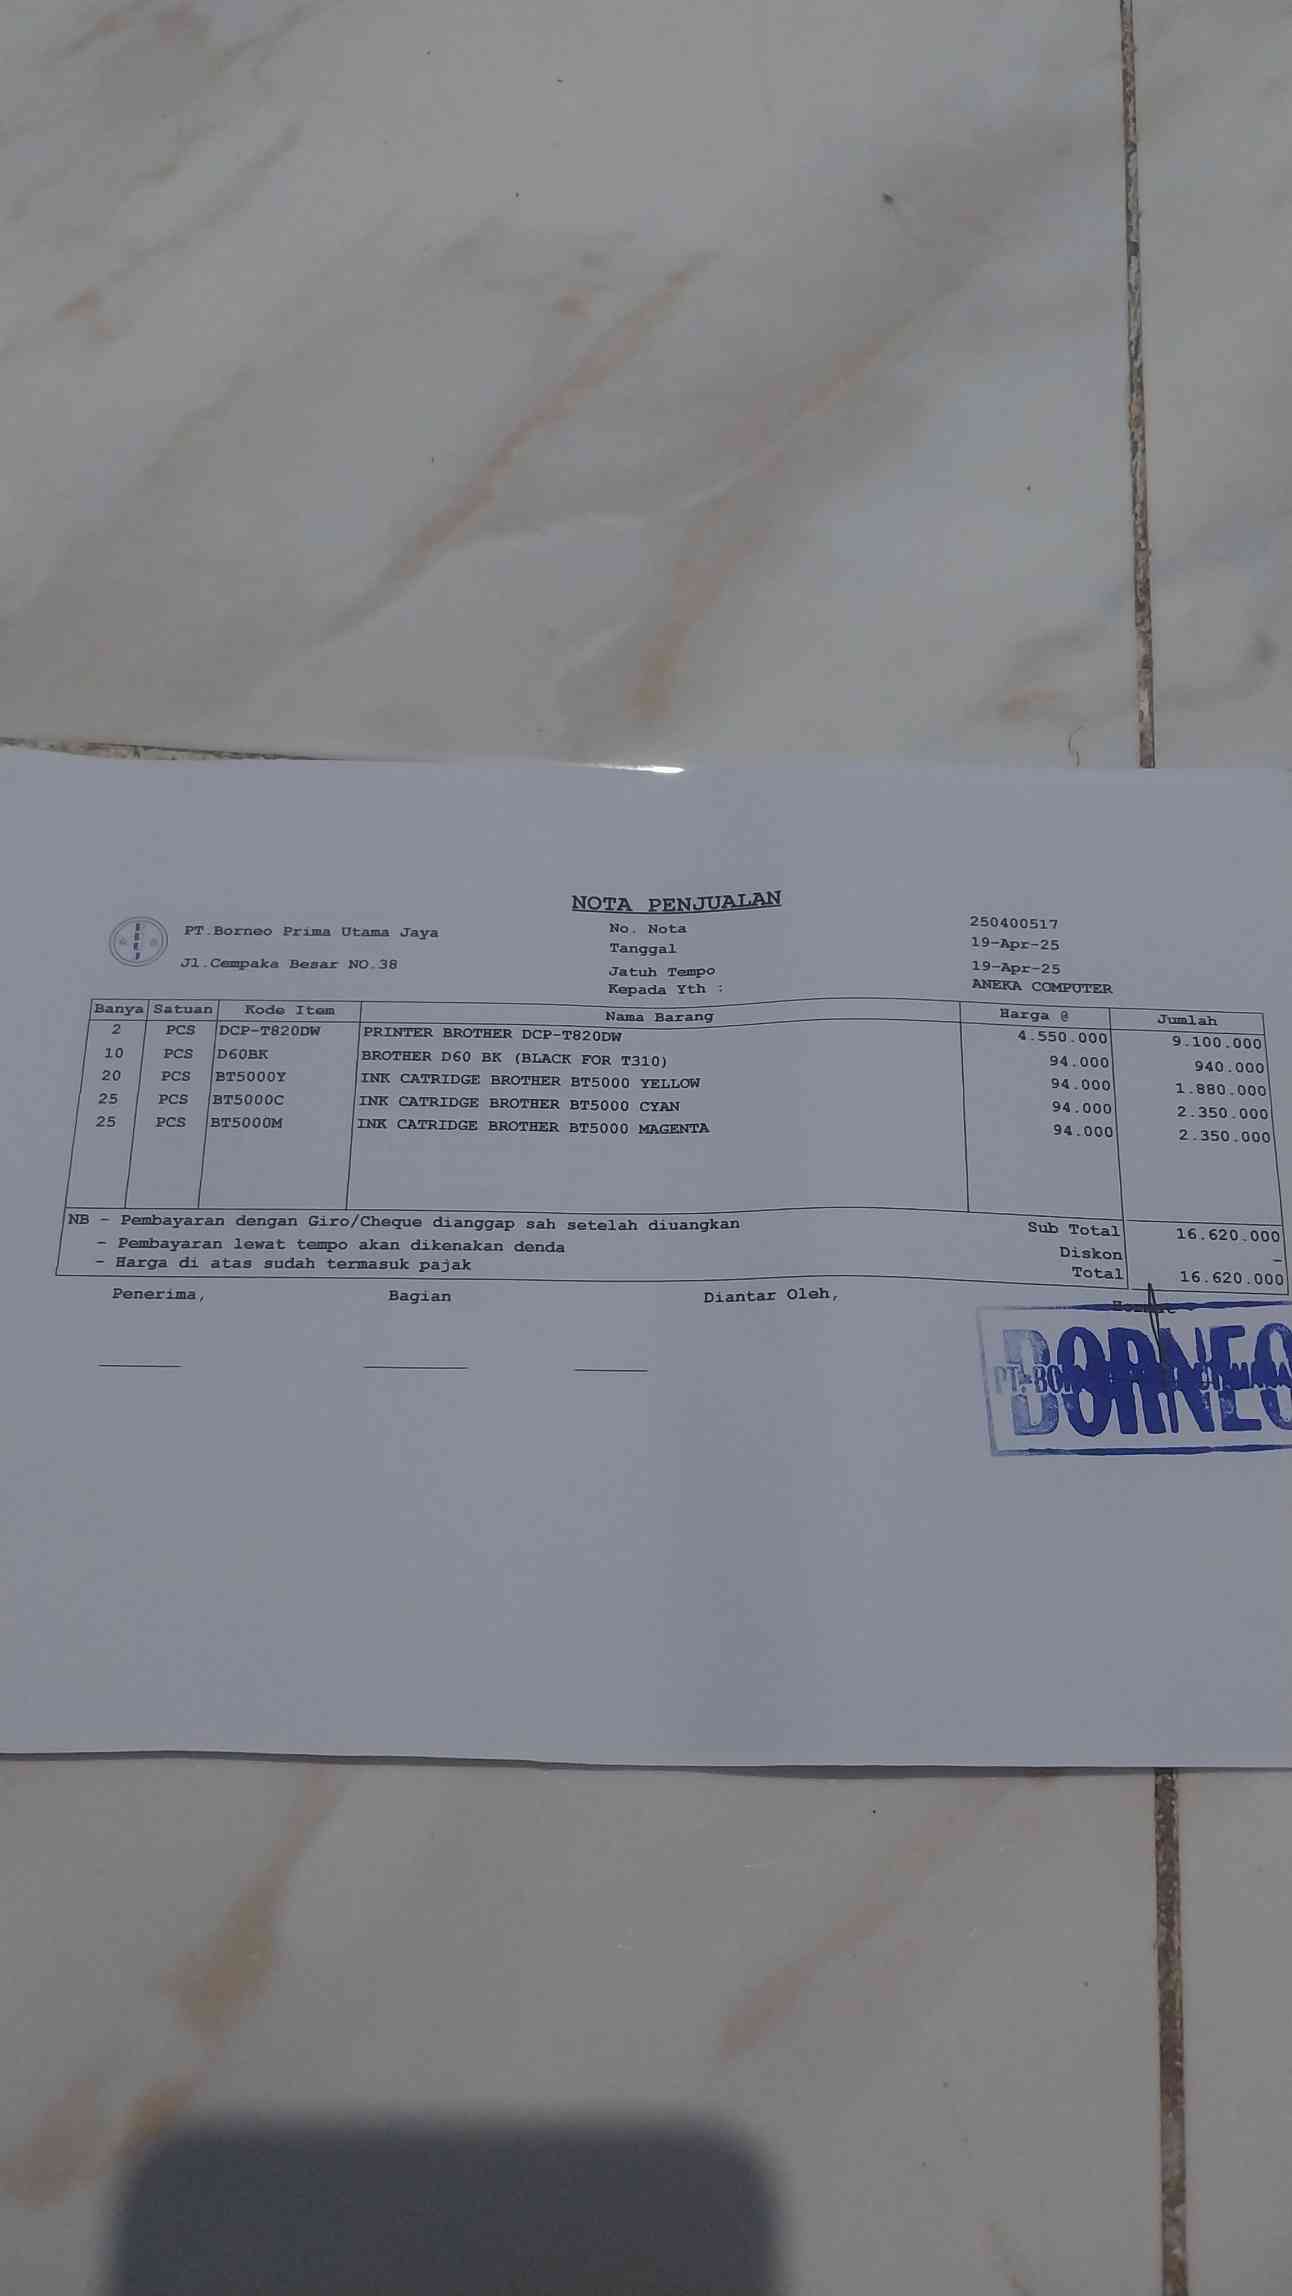 NOTA PENJUALAN
PT.Borneo Prima Utama Jaya
Jl.Cempaka Besar NO.38
No. Nota 250400517
Tanggal 19-Apr-25
Jatuh Tempo 19-Apr-25
Kepada Yth : ANEKA COMPUTER
Banya Satuan Kode Item Nama Barang Harga @ Jumlah
2 PCS DCP-T820DW PRINTER BROTHER DCP-T820DW 4.550.000 9.100.000
10 PCS D60BK BROTHER D60 BK (BLACK FOR T310) 94.000 940.000
20 PCS BT5000Y INK CATRIDGE BROTHER BT5000 YELLOW 94.000 1.880.000
25 PCS BT5000C INK CATRIDGE BROTHER BT5000 CYAN 94.000 2.350.000
25 PCS BT5000M INK CATRIDGE BROTHER BT5000 MAGENTA 94.000 2.350.000
NB - Pembayaran dengan Giro/Cheque dianggap sah setelah diuangkan
- Pembayaran lewat tempo akan dikenakan denda
- Harga di atas sudah termasuk pajak
Sub Total 16.620.000
Diskon -
Total 16.620.000
Penerima, Bagian Diantar Oleh,
BORNEO